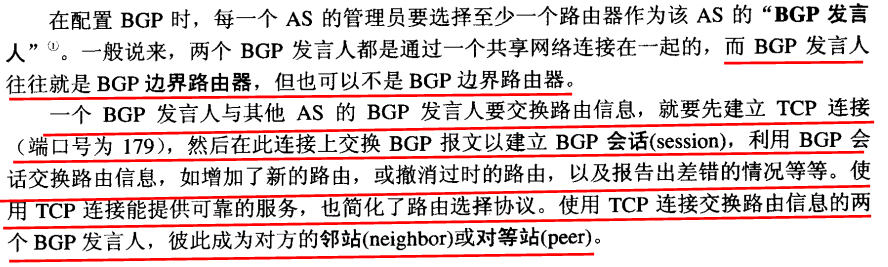 在配置 BGP 时，每一个 AS 的管理员要选择至少一个路由器作为该 AS 的“BGP 发言
人”①。一般说来，两个 BGP 发言人都是通过一个共享网络连接在一起的，而 BGP 发言人
往往就是 BGP 边界路由器，但也可以不是 BGP 边界路由器。
一个 BGP 发言人与其他 AS 的 BGP 发言人要交换路由信息，就要先建立 TCP 连接
（端口号为 179），然后在此连接上交换 BGP 报文以建立 BGP 会话(session)，利用 BGP 会
话交换路由信息，如增加了新的路由，或撤消过时的路由，以及报告出差错的情况等等。使
用 TCP 连接能提供可靠的服务，也简化了路由选择协议。使用 TCP 连接交换路由信息的两
个 BGP 发言人，彼此成为对方的邻站(neighbor)或对等站(peer)。